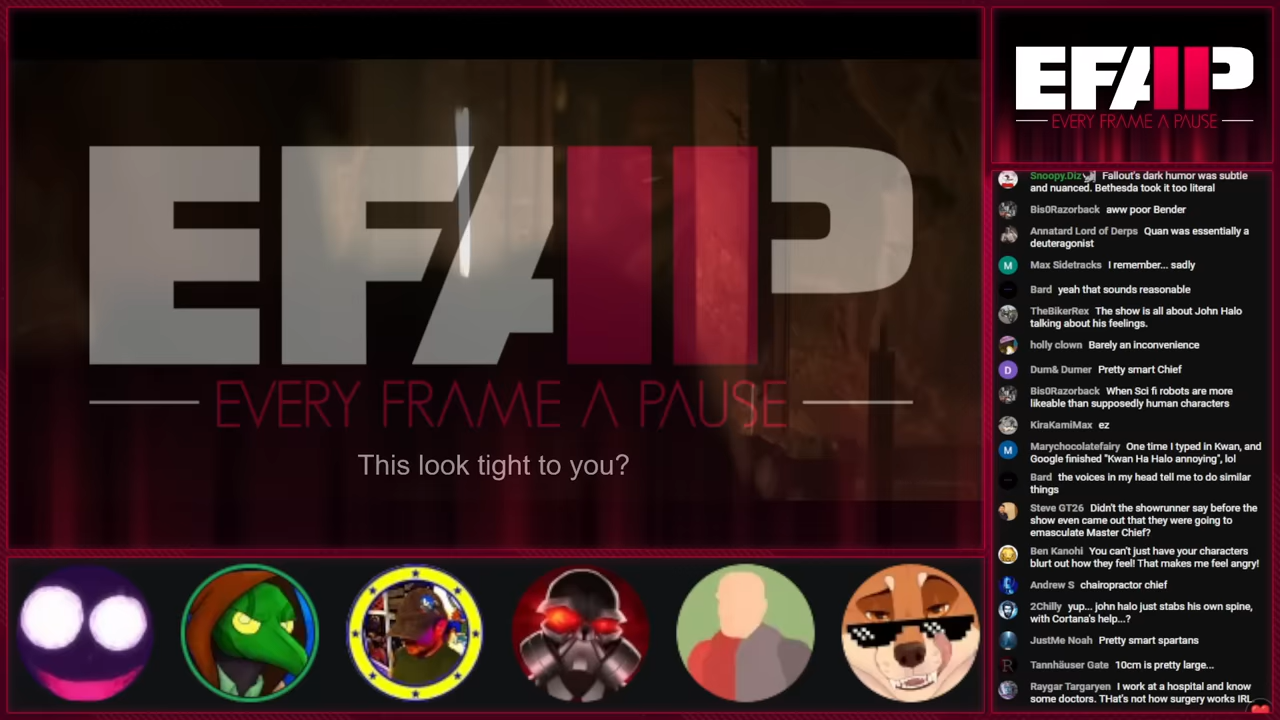 EFAP
EVERY FRAME A PAUSE
This look tight to you?
EFAP
EVERY FRAME A PAUSE
Snoopy.Diz Fallout's dark humor was subtle
and nuanced. Bethesda took it too literal
Bis0Razorback aww poor Bender
Annatard Lord of Derps Quan was essentially a
deuteragonist
M Max Sidetracks I remember... sadly
Bard yeah that sounds reasonable
TheBikerRex The show is all about John Halo
talking about his feelings.
holly clown Barely an inconvenience
D Dum& Dumer Pretty smart Chief
Bis0Razorback When Sci fi robots are more
likeable than supposedly human characters
KiraKamiMax ez
M Marychocolatefairy One time I typed in Kwan, and
Google finished "Kwan Ha Halo annoying", lol
Bard the voices in my head tell me to do similar
things
Steve GT26 Didn't the showrunner say before the
show even came out that they were going to
emasculate Master Chief?
Ben Kanohi You can't just have your characters
blurt out how they feel! That makes me feel angry!
Andrew S chairopractor chief
2Chilly yup... john halo just stabs his own spine,
with Cortana's help...?
JustMe Noah Pretty smart spartans
R Tannhäuser Gate 10cm is pretty large...
Raygar Targaryen I work at a hospital and know
some doctors. THat's not how surgery works IRL